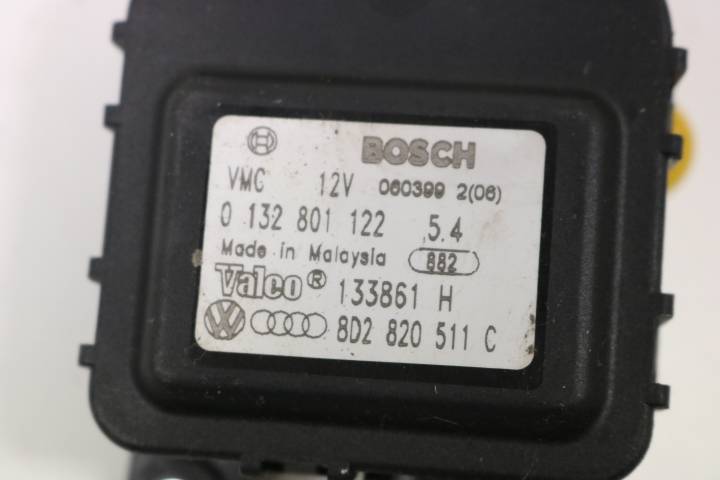 BOSCH
VMC 12V 060399 2(06)
0 132 801 122 5.4
Made in Malaysia 882
Valeo® 133861 H
8D2 820 511 C